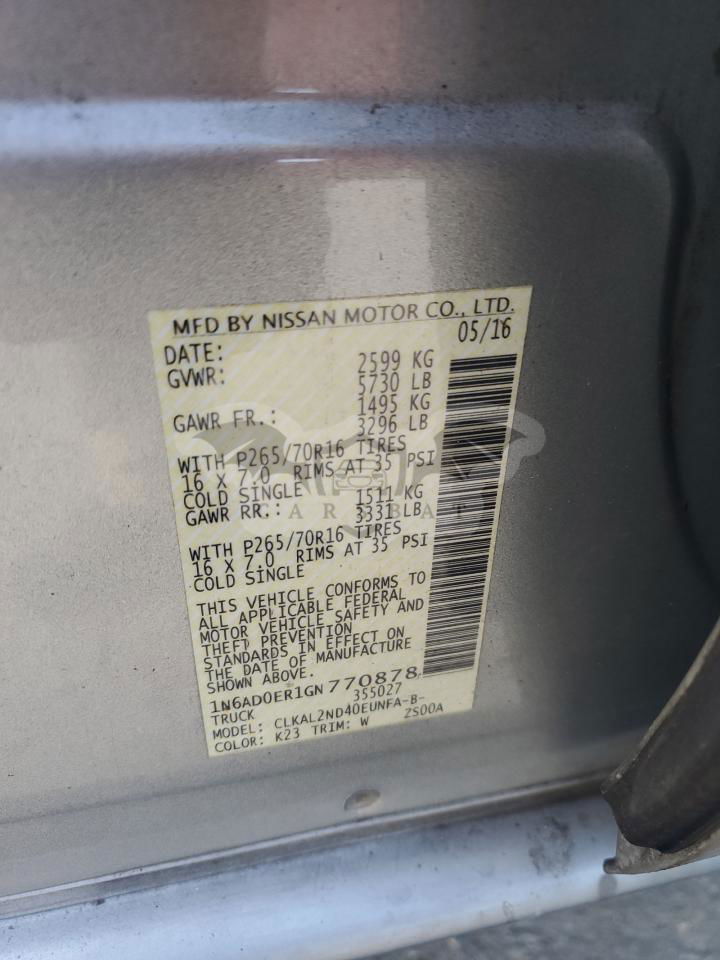 MFD BY NISSAN MOTOR CO., LTD.
DATE: 05/16
GVWR: 2599 KG
5730 LB
GAWR FR.: 1495 KG
3296 LB
WITH P265/70R16 TIRES
16 X 7.0 RIMS AT 35 PSI
COLD SINGLE
GAWR RR.: 1511 KG
3331 LB
WITH P265/70R16 TIRES
16 X 7.0 RIMS AT 35 PSI
COLD SINGLE
THIS VEHICLE CONFORMS TO
ALL APPLICABLE FEDERAL
MOTOR VEHICLE SAFETY AND
THEFT PREVENTION
STANDARDS IN EFFECT ON
THE DATE OF MANUFACTURE
SHOWN ABOVE.
1N6AD0ER1GN770878
TRUCK 355027
MODEL: CLKAL2ND40EUNFA-B-
COLOR: K23 TRIM: W ZS00A
CAR BAT